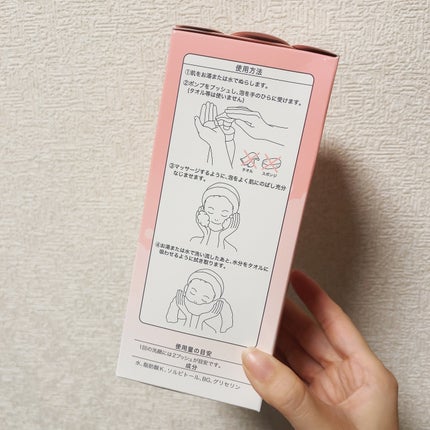 使用方法
①肌をお湯または水でぬらします。
②ポンプをプッシュし、泡を手のひらに受けます。
(タオル等は使いません)
タオル スポンジ
③マッサージするように、泡をよく肌にのばし充分
なじませます。
④お湯または水で洗い流したあと、水分をタオルに
吸わせるように拭き取ります。
使用量の目安
1回の洗顔には2プッシュが目安です。
成分
水、脂肪酸K、ソルビトール、BG、グリセリン